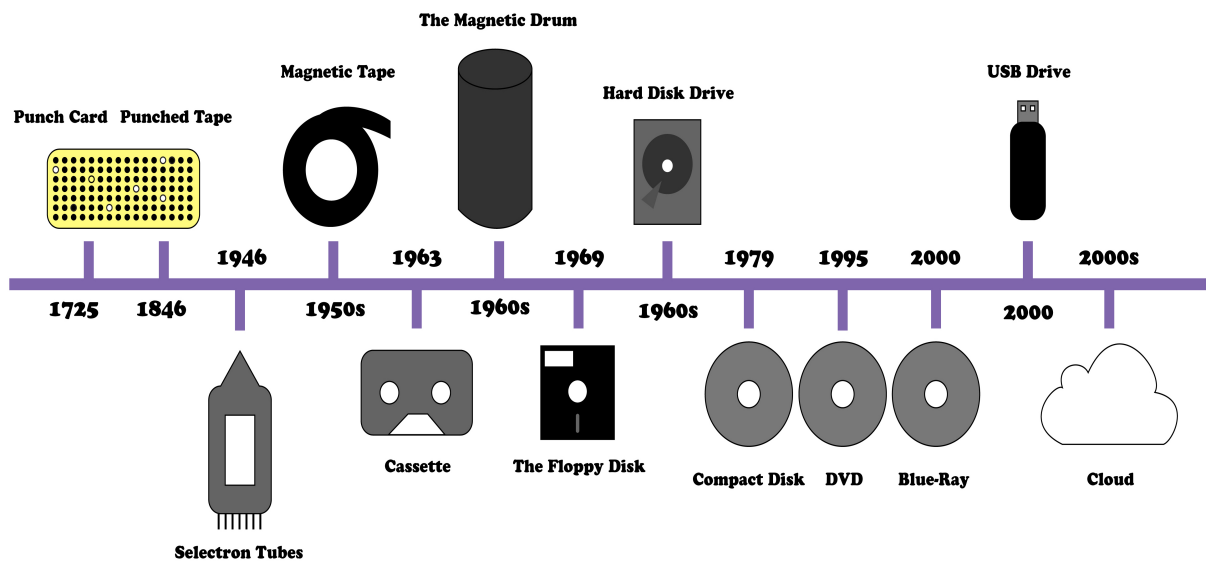 The Magnetic Drum
Magnetic Tape
USB Drive
Hard Disk Drive
Punch Card
Punched Tape
1946
1963
1969
1979
1995
2000
2000s
1725
1846
1950s
1960s
1960s
2000
Cassette
The Floppy Disk
Compact Disk
DVD
Blue-Ray
Cloud
Selectron Tubes